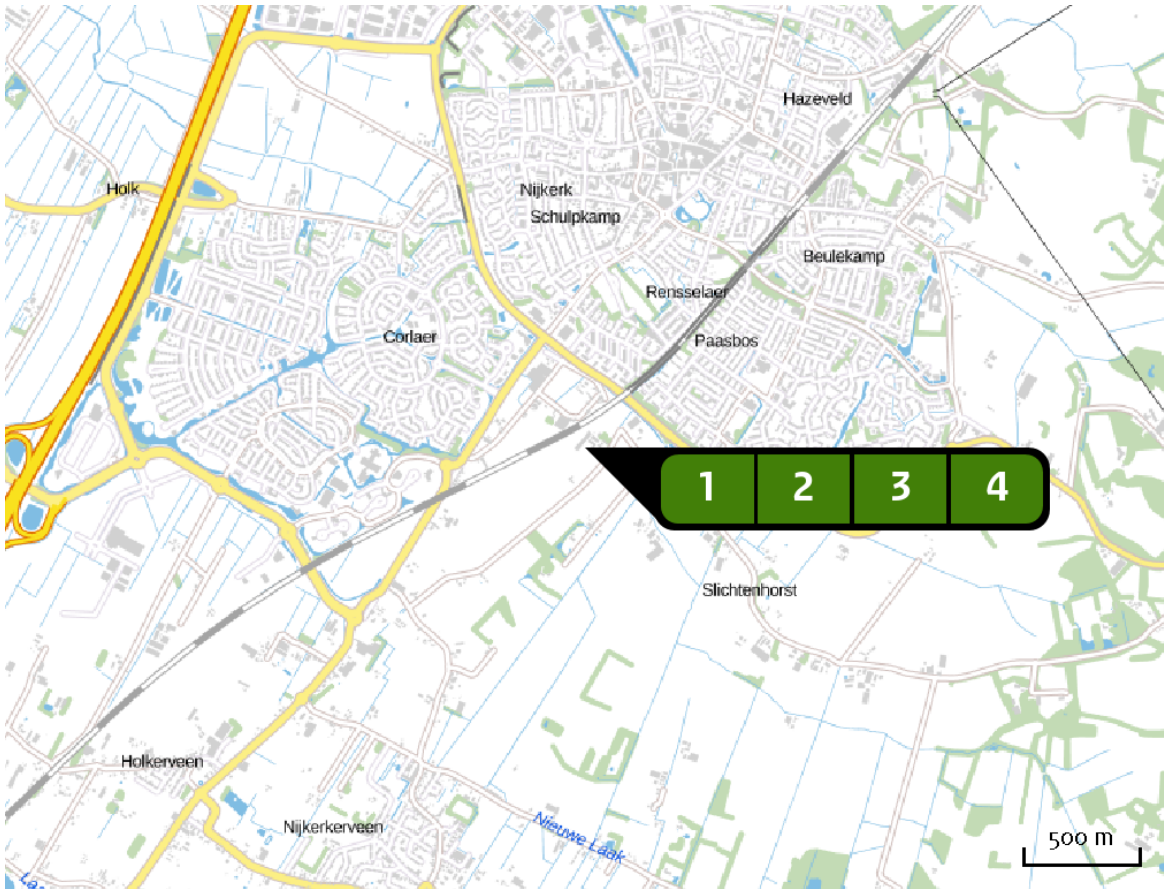 Hazeveld
Holk
Nijkerk
Schulpkamp
Beulekamp
Rensselaer
Corlaer
Paasbos
1 2 3 4
Slichtenhorst
Holkerveen
Nijkerkerveen
Nieuwe Laak
500 m